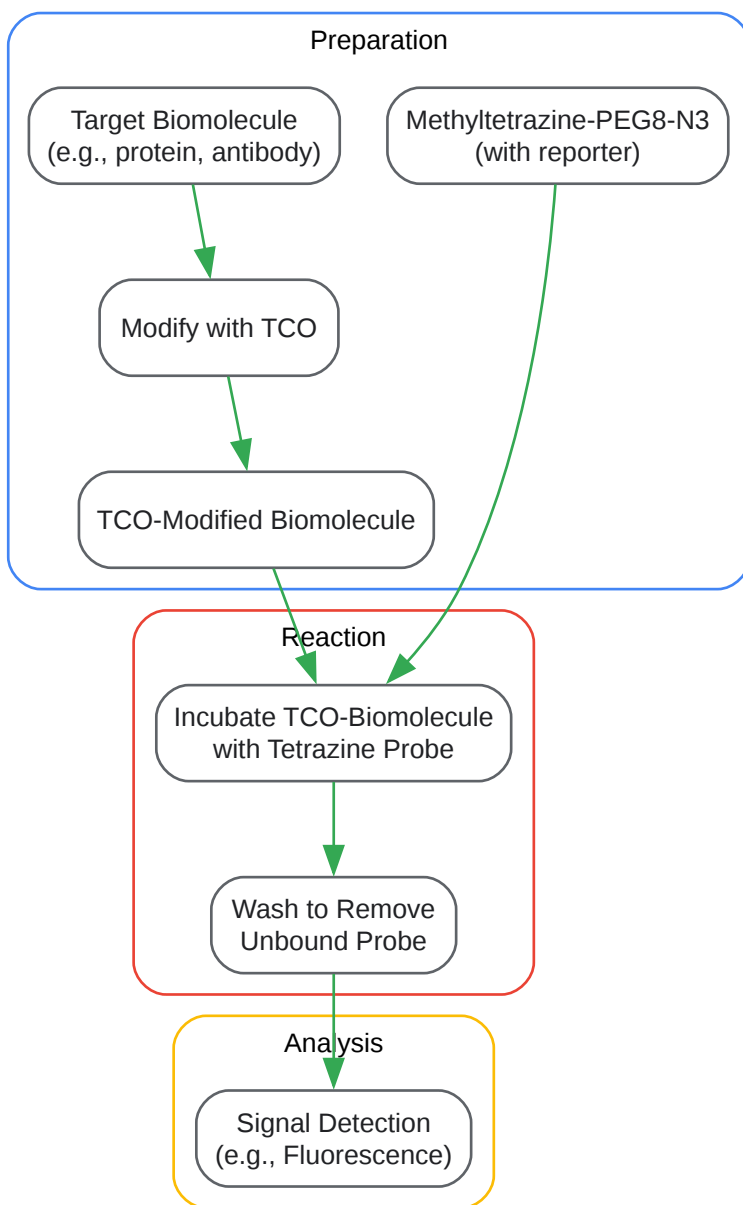 Preparation
Target Biomolecule
(e.g., protein, antibody)
Methyltetrazine-PEG8-N3
(with reporter)
Modify with TCO
TCO-Modified Biomolecule
Reaction
Incubate TCO-Biomolecule
with Tetrazine Probe
Wash to Remove
Unbound Probe
Analysis
Signal Detection
(e.g., Fluorescence)